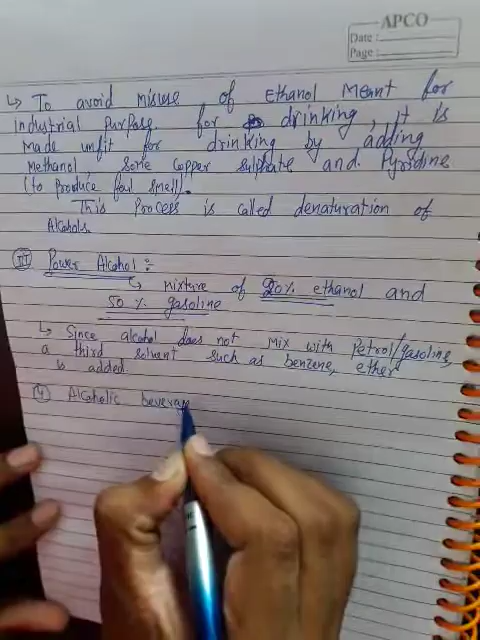 APCO
Date :
Page :
↳ To avoid misuse of Ethanol Meant for
Industrial Purpose for drinking, it is
Made unfit for drinking by adding
Methanol some Copper Sulphate and Pyridine
(to produce foul smell).
This Process is called denaturation of
Alcohols
III Power Alcohol :-
↳ mixture of 20% ethanol and
50 % gasoline
↳ Since alcohol does not mix with Petrol/gasoline,
a third solvent such as benzene, ether
is added.
Alcoholic bevera